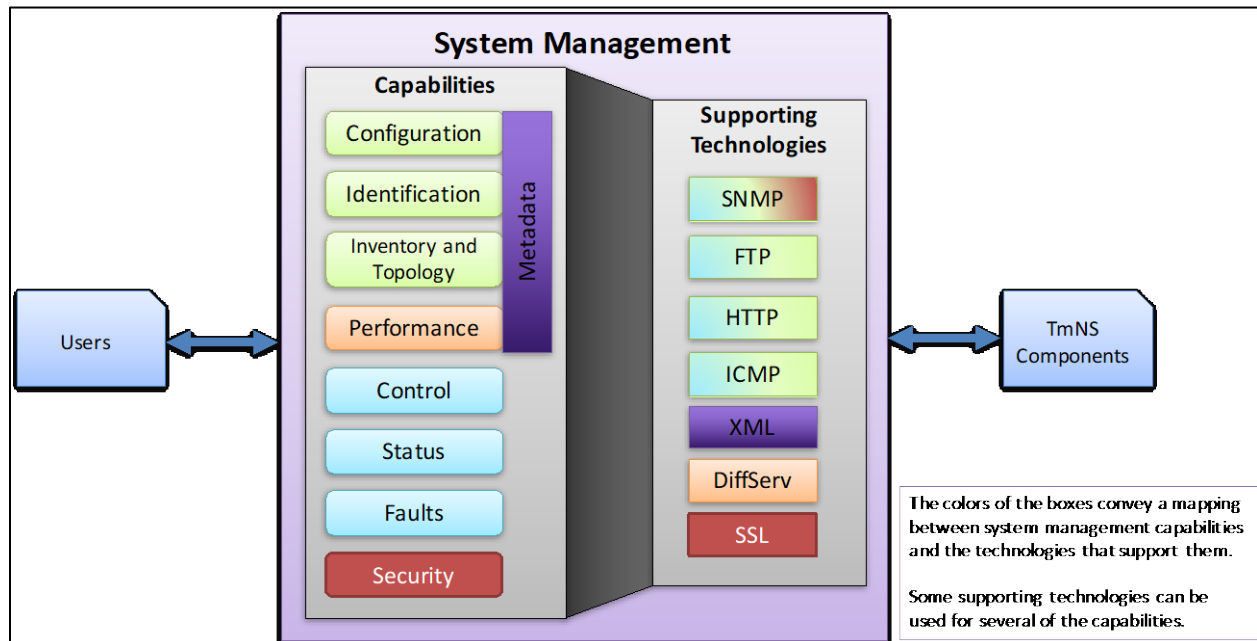 System Management
Capabilities
Configuration
Identification
Inventory and
Topology
Performance
Metadata
Control
Status
Faults
Security
Supporting
Technologies
SNMP
FTP
HTTP
ICMP
XML
DiffServ
SSL
Users
TmNS
Components
The colors of the boxes convey a mapping
between system management capabilities
and the technologies that support them.
Some supporting technologies can be
used for several of the capabilities.